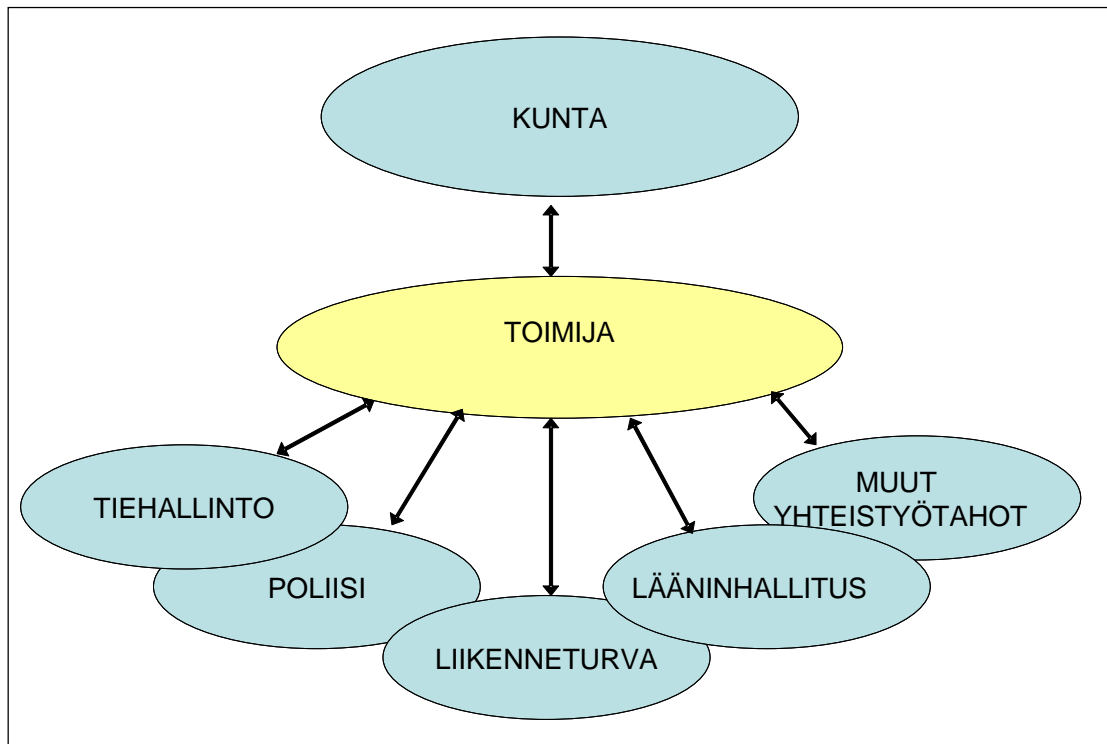 KUNTA
TOIMIJA
TIEHALLINTO
POLIISI
LIIKENNETURVA
LÄÄNINHALLITUS
MUUT
YHTEISTYÖTAHOT